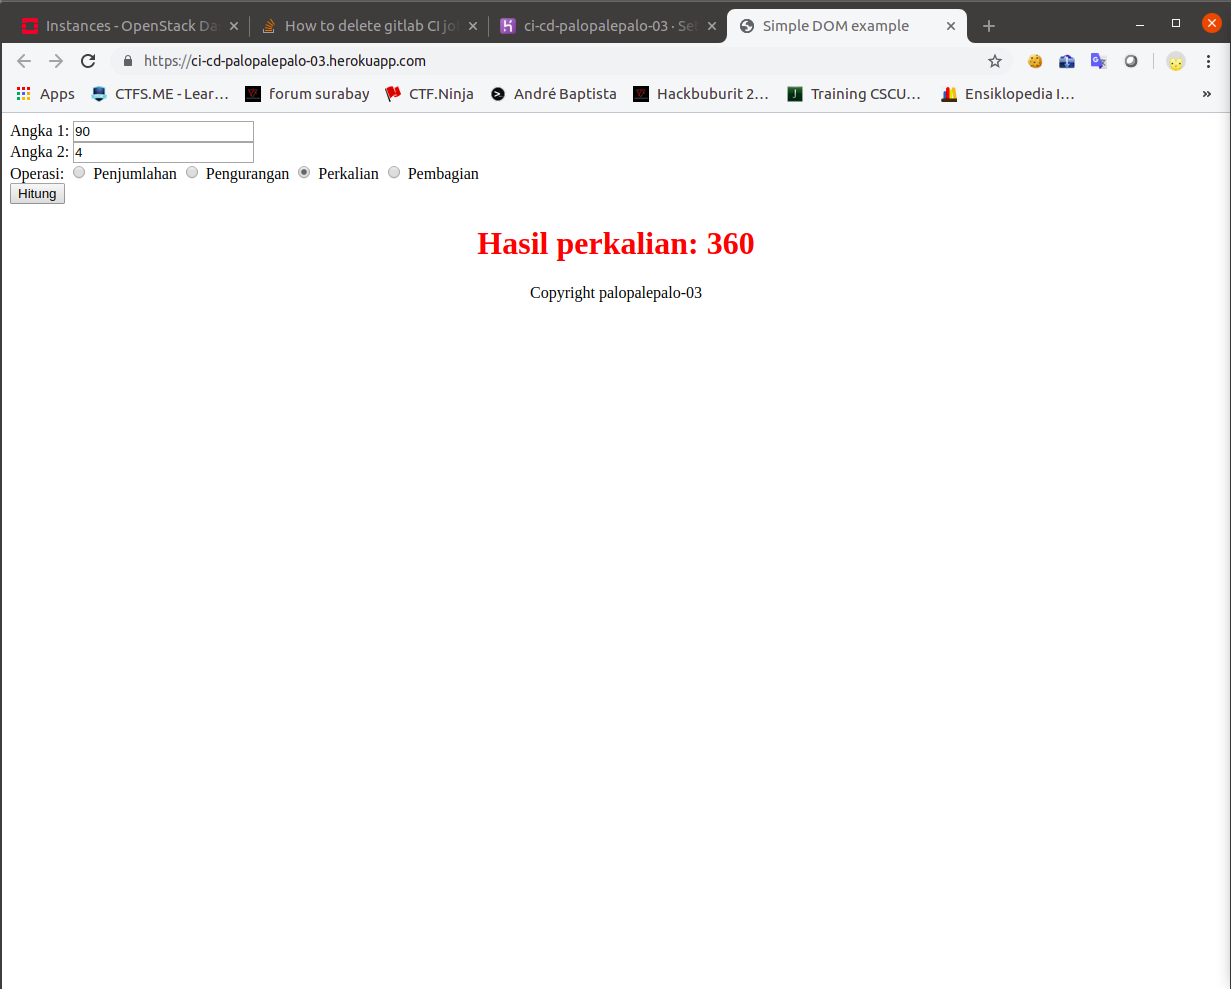 Instances - OpenStack Da
How to delete gitlab CI jo
ci-cd-palopalepalo-03 · Set
Simple DOM example
https://ci-cd-palopalepalo-03.herokuapp.com
Apps CTFS.ME - Lear… forum surabay CTF.Ninja André Baptista Hackbuburit 2… Training CSCU… Ensiklopedia I… »
Angka 1: 90
Angka 2: 4
Operasi: Penjumlahan Pengurangan Perkalian Pembagian
Hitung
Hasil perkalian: 360
Copyright palopalepalo-03